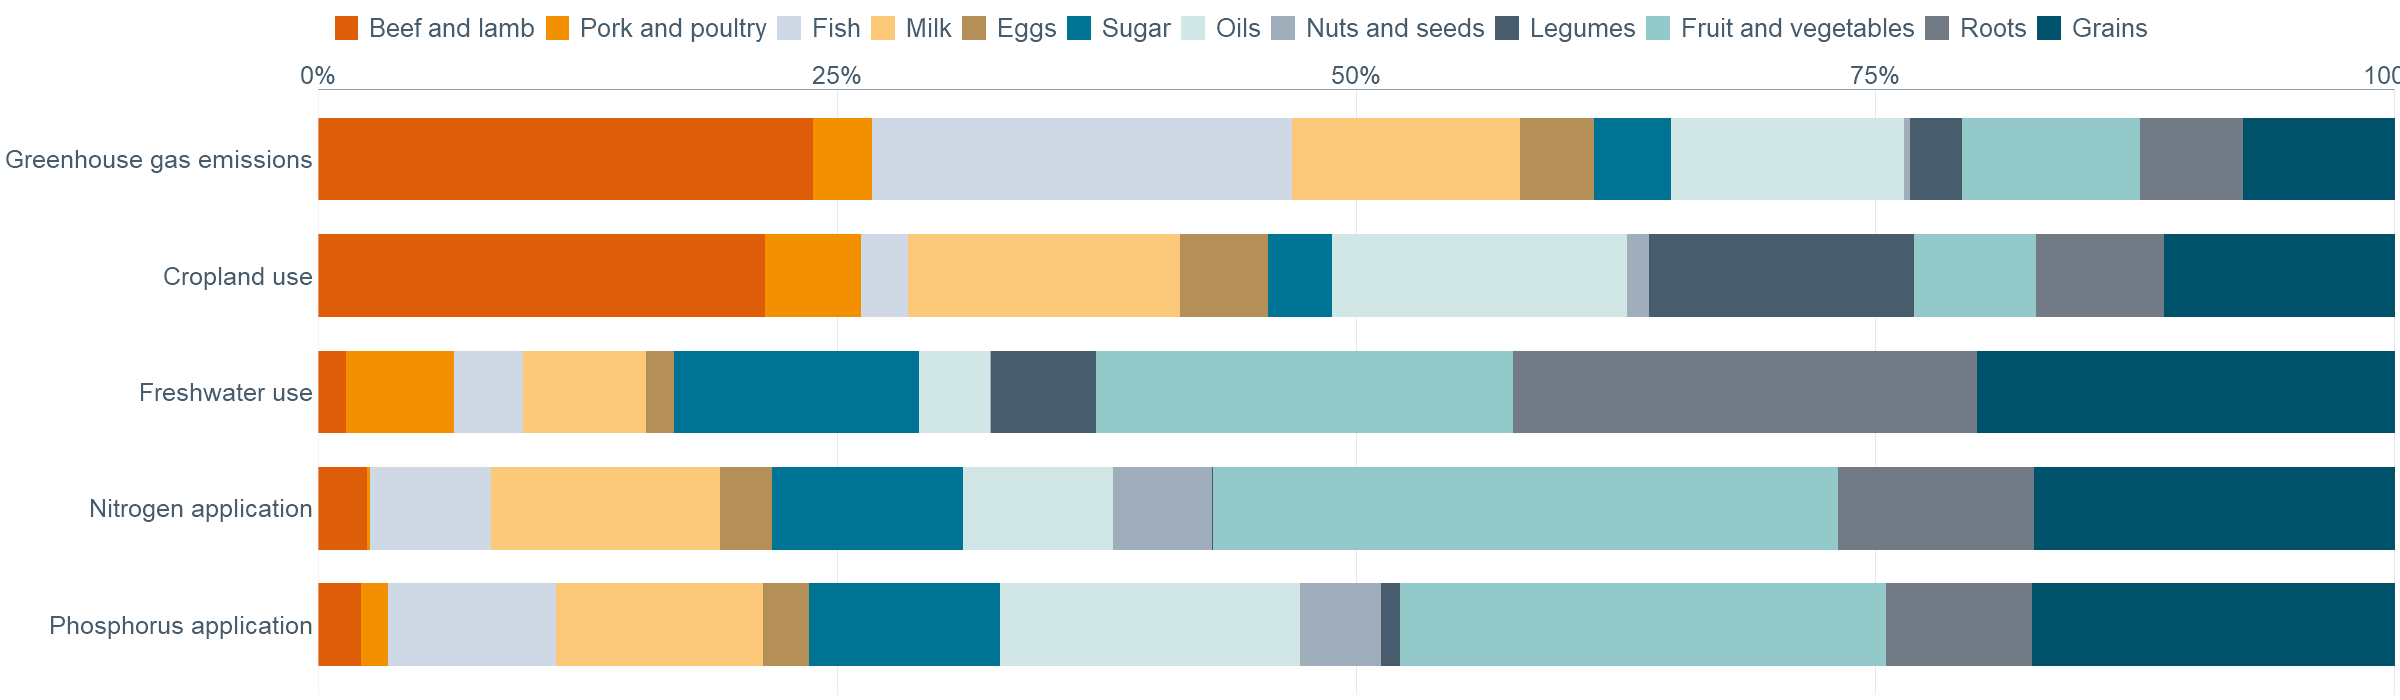 Beef and lamb Pork and poultry Fish Milk Eggs Sugar Oils Nuts and seeds Legumes Fruit and vegetables Roots Grains
0% 25% 50% 75% 100
Greenhouse gas emissions
Cropland use
Freshwater use
Nitrogen application
Phosphorus application